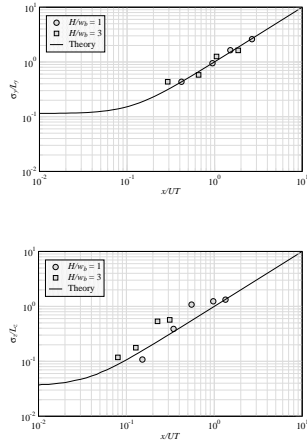 10¹
H/w_b = 1
H/w_b = 3
Theory
10⁰
σ_y/L_y
10⁻¹
10⁻²
10⁻² 10⁻¹ 10⁰ 10¹
x/UT
10¹
H/w_b = 1
H/w_b = 3
Theory
10⁰
σ_z/L_z
10⁻¹
10⁻²
10⁻² 10⁻¹ 10⁰ 10¹
x/UT